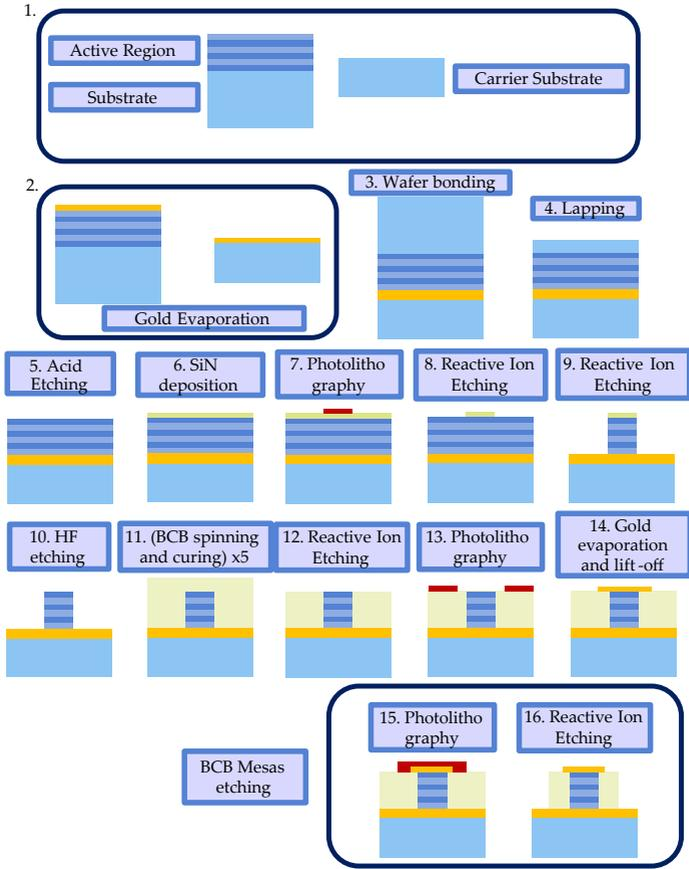 1.
Active Region
Substrate
Carrier Substrate
2.
Gold Evaporation
3. Wafer bonding
4. Lapping
5. Acid
Etching
6. SiN
deposition
7. Photolitho
graphy
8. Reactive Ion
Etching
9. Reactive Ion
Etching
10. HF
etching
11. (BCB spinning
and curing) x5
12. Reactive Ion
Etching
13. Photolitho
graphy
14. Gold
evaporation
and lift-off
BCB Mesas
etching
15. Photolitho
graphy
16. Reactive Ion
Etching